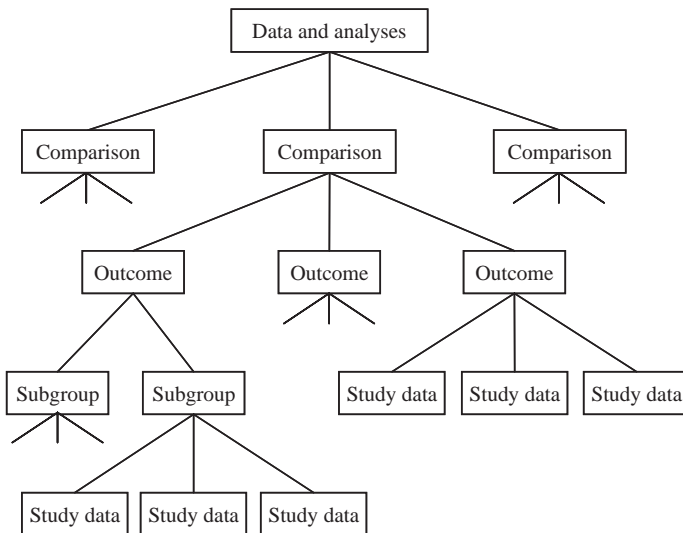 Data and analyses
Comparison
Comparison
Comparison
Outcome
Outcome
Outcome
Subgroup
Subgroup
Study data
Study data
Study data
Study data
Study data
Study data